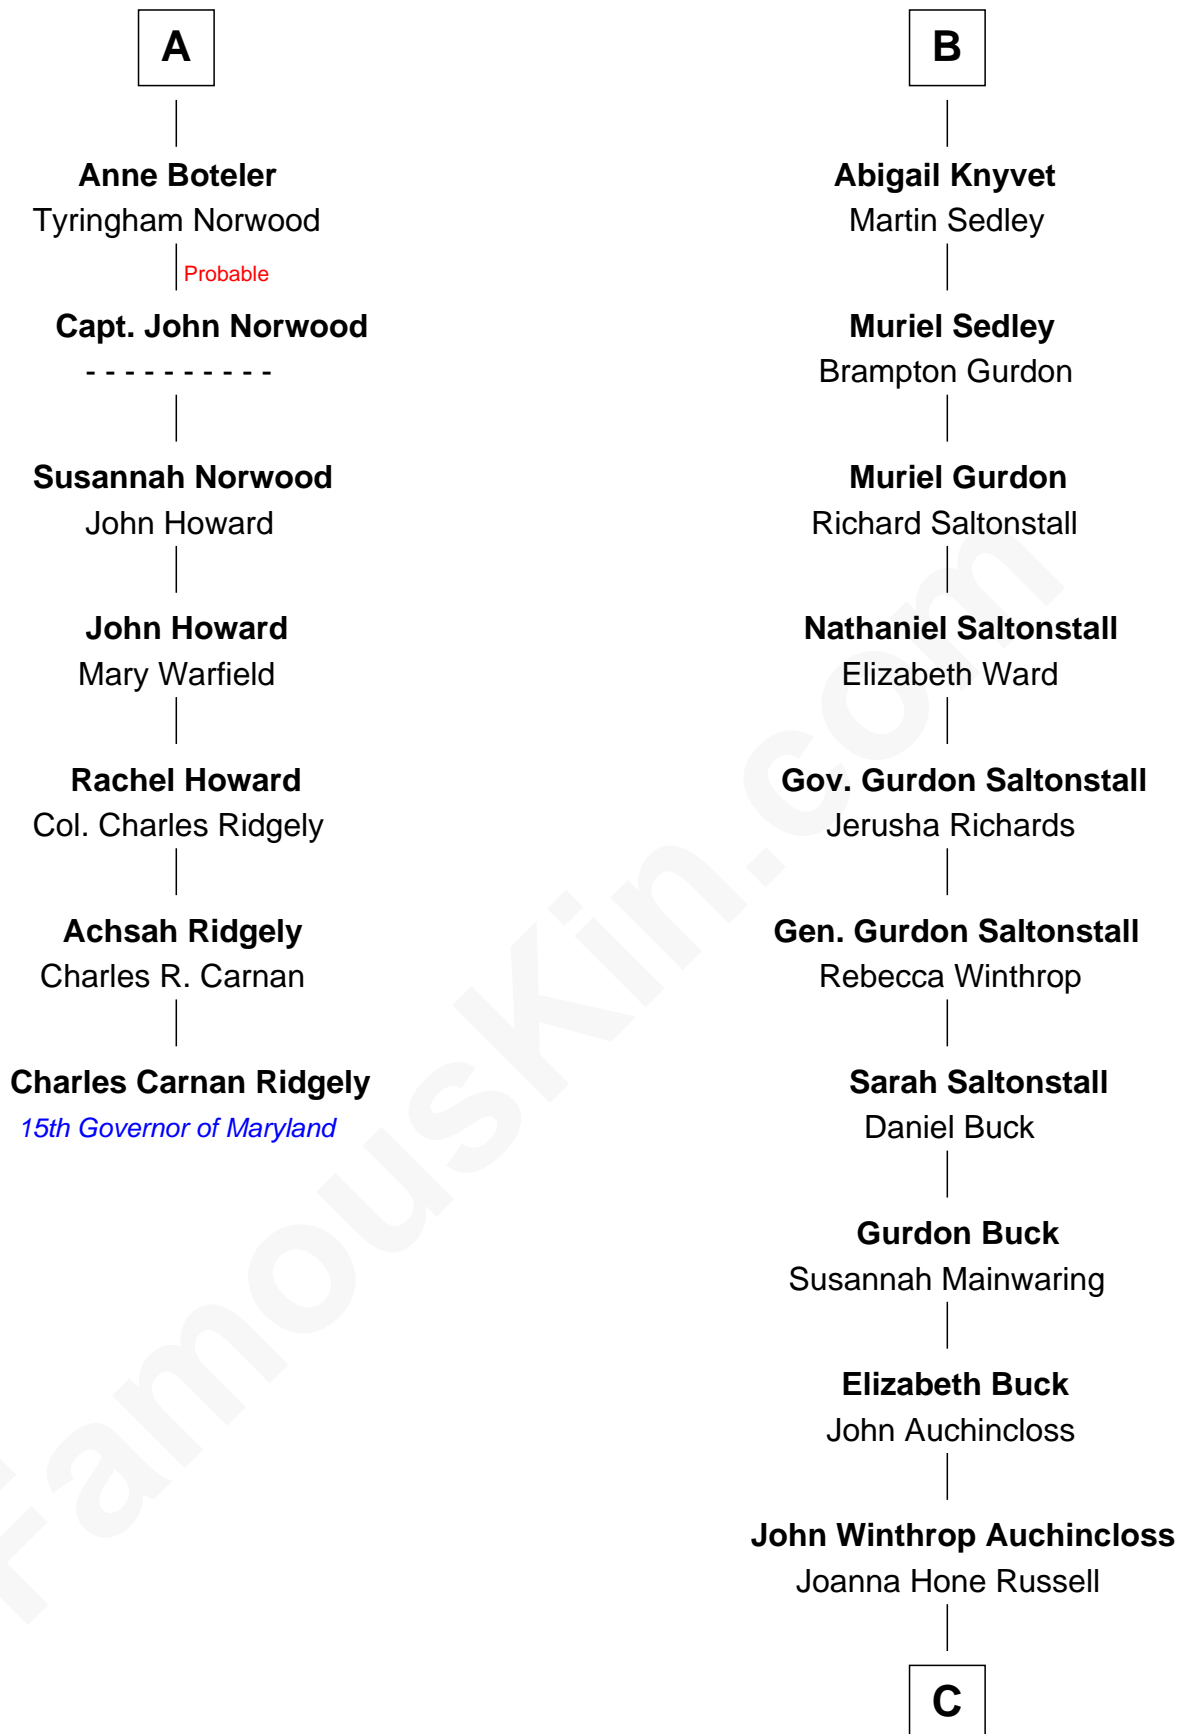 A
Anne Boteler
Tyringham Norwood
Probable
Capt. John Norwood
- - - - - - - - - -
Susannah Norwood
John Howard
John Howard
Mary Warfield
Rachel Howard
Col. Charles Ridgely
Achsah Ridgely
Charles R. Carnan
Charles Carnan Ridgely
15th Governor of Maryland
B
Abigail Knyvet
Martin Sedley
Muriel Sedley
Brampton Gurdon
Muriel Gurdon
Richard Saltonstall
Nathaniel Saltonstall
Elizabeth Ward
Gov. Gurdon Saltonstall
Jerusha Richards
Gen. Gurdon Saltonstall
Rebecca Winthrop
Sarah Saltonstall
Daniel Buck
Gurdon Buck
Susannah Mainwaring
Elizabeth Buck
John Auchincloss
John Winthrop Auchincloss
Joanna Hone Russell
C
FamousKin.com